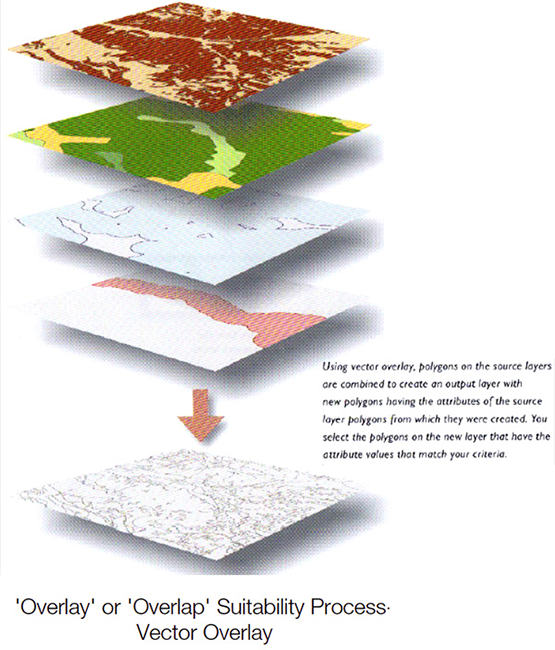 Using vector overlay, polygons on the source layers
are combined to create an output layer with
new polygons having the attributes of the source
layer polygons from which they were created. You
select the polygons on the new layer that have the
attribute values that match your criteria.
'Overlay' or 'Overlap' Suitability Process·
Vector Overlay